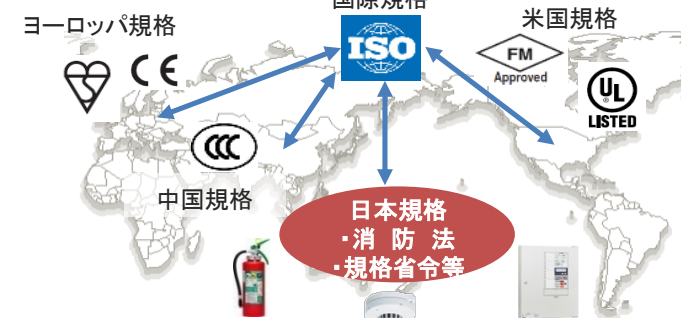 国際規格
ヨーロッパ規格
米国規格
ISO
FM
Approved
CE
UL
LISTED
CCC
中国規格
日本規格
・消 防 法
・規格省令等